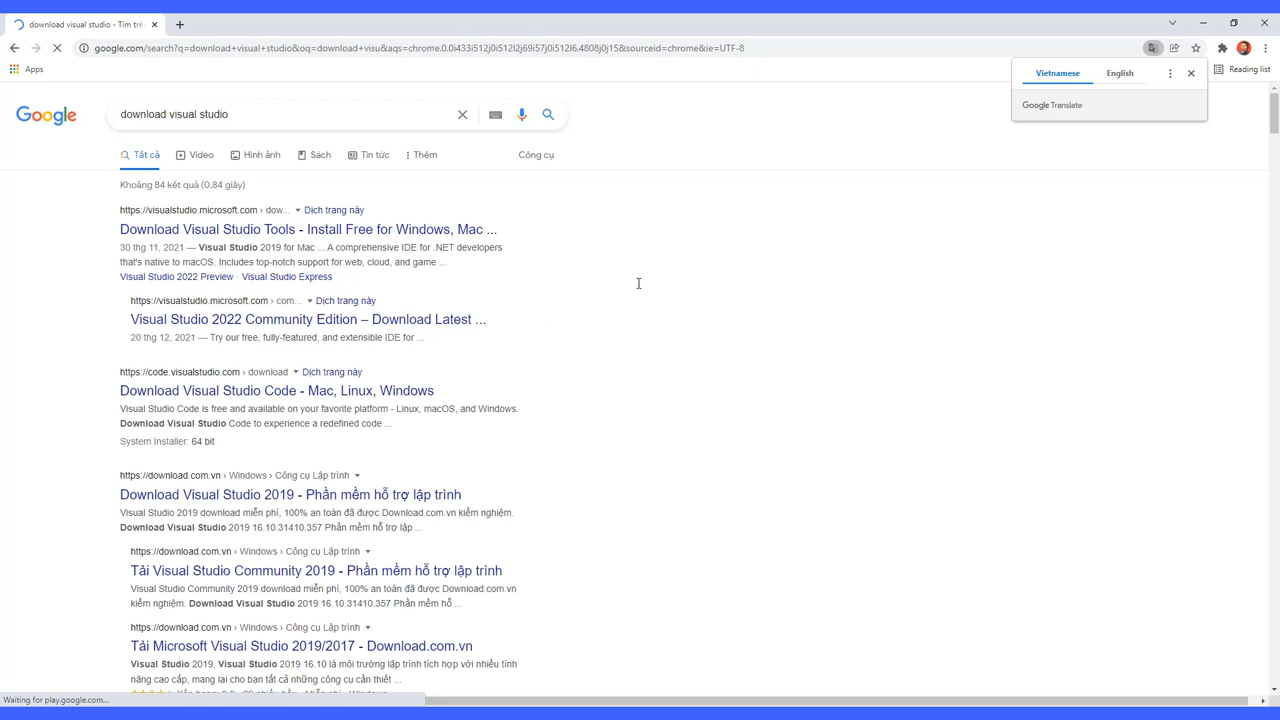 download visual studio - Tìm trê
google.com/search?q=download+visual+studio&oq=download+visu&aqs=chrome.0.0i433i512j0i512l2j69i57j0i512l6.4808j0j15&sourceid=chrome&ie=UTF-8
Apps
Reading list
Vietnamese English
Google Translate
Google
download visual studio
Tất cả Video Hình ảnh Sách Tin tức Thêm Công cụ
Khoảng 84 kết quả (0,84 giây)
https://visualstudio.microsoft.com › dow... Dịch trang này
Download Visual Studio Tools - Install Free for Windows, Mac ...
30 thg 11, 2021 — Visual Studio 2019 for Mac ... A comprehensive IDE for .NET developers
that's native to macOS. Includes top-notch support for web, cloud, and game ...
Visual Studio 2022 Preview · Visual Studio Express
https://visualstudio.microsoft.com › com... Dịch trang này
Visual Studio 2022 Community Edition – Download Latest ...
20 thg 12, 2021 — Try our free, fully-featured, and extensible IDE for ...
https://code.visualstudio.com › download Dịch trang này
Download Visual Studio Code - Mac, Linux, Windows
Visual Studio Code is free and available on your favorite platform - Linux, macOS, and Windows.
Download Visual Studio Code to experience a redefined code ...
System Installer: 64 bit
https://download.com.vn › Windows › Công cụ Lập trình
Download Visual Studio 2019 - Phần mềm hỗ trợ lập trình
Visual Studio 2019 download miễn phí, 100% an toàn đã được Download.com.vn kiểm nghiệm.
Download Visual Studio 2019 16.10.31410.357 Phần mềm hỗ trợ lập ...
https://download.com.vn › Windows › Công cụ Lập trình
Tải Visual Studio Community 2019 - Phần mềm hỗ trợ lập trình
Visual Studio Community 2019 download miễn phí, 100% an toàn đã được Download.com.vn
kiểm nghiệm. Download Visual Studio 2019 16.10.31410.357 Phần mềm hỗ ...
https://download.com.vn › Windows › Công cụ Lập trình
Tải Microsoft Visual Studio 2019/2017 - Download.com.vn
Visual Studio 2019, Visual Studio 2019 16.10 là môi trường lập trình tích hợp với nhiều tính
năng cao cấp, mang lại cho bạn tất cả những công cụ cần thiết ...
Waiting for play.google.com...